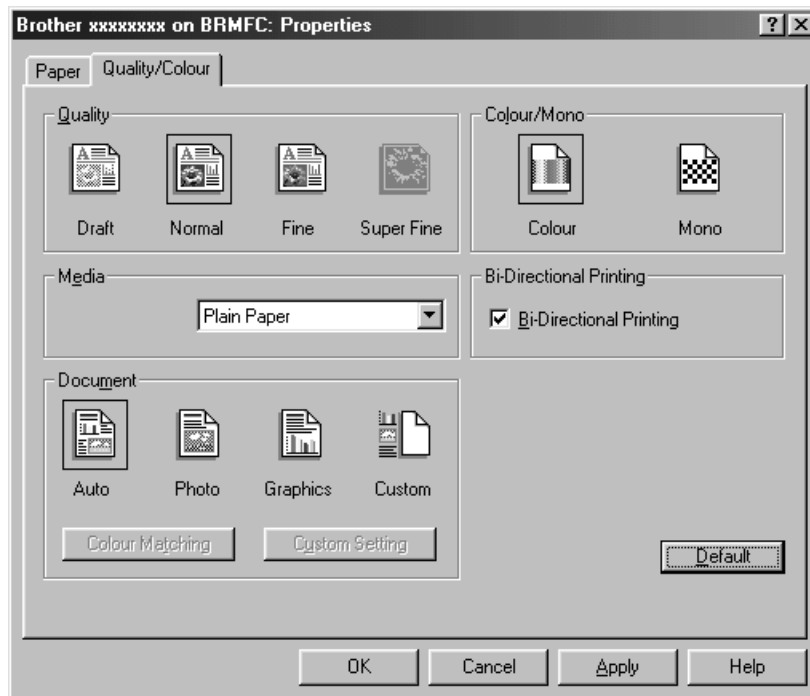 Brother xxxxxxxx on BRMFC: Properties
Paper Quality/Colour
Quality
Draft Normal Fine Super Fine
Colour/Mono
Colour Mono
Media
Plain Paper
Bi-Directional Printing
Bi-Directional Printing
Document
Auto Photo Graphics Custom
Colour Matching Custom Setting
Default
OK Cancel Apply Help